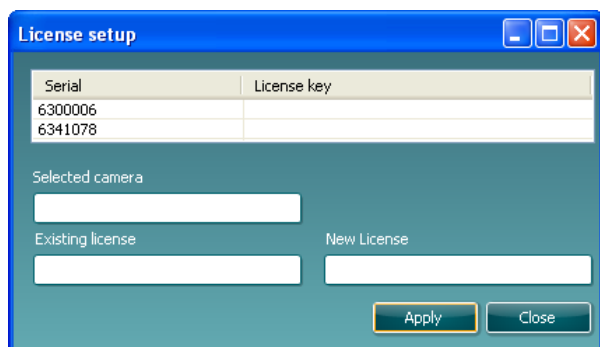 License setup
Serial License key
6300006
6341078
Selected camera
Existing license New License
Apply Close